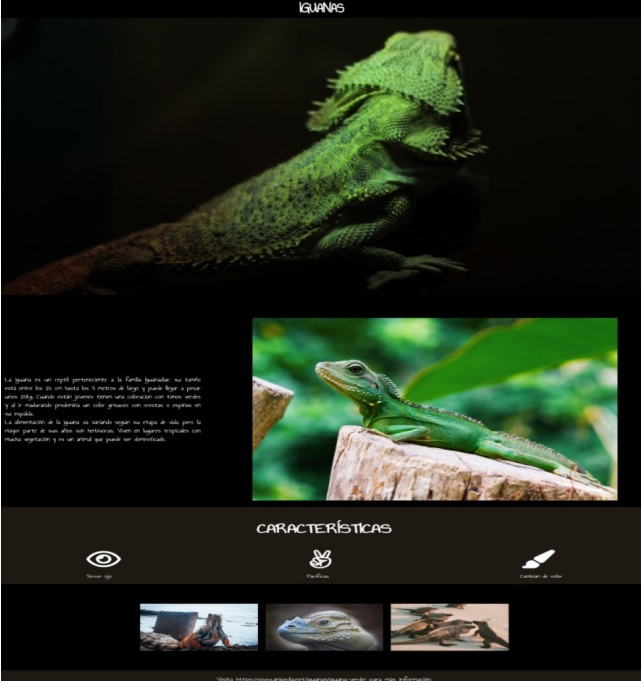 IGUANAS
La iguana es un reptil perteneciente a la familia Iguanidae. su tamño
está entre los 25 cm hasta los 3 metros de largo y puede llegar a pesar
unos Cuando están jovenes tienen una coloración con tonos verdes
y al ir madurando predomina un color grisaceo con crestas o espinas en
su espalda.
La alimentación de la iguana va variando según su etapa de vida, pero la
mayor parte de sus años son herbívoras. Viven en lugares tropicales con
mucha vegetación y es un animal que puede ser domesticado.
CARACTERÍSTICAS
Tercer ojo
Pacíficas
Cambian de color
Visita para más información.